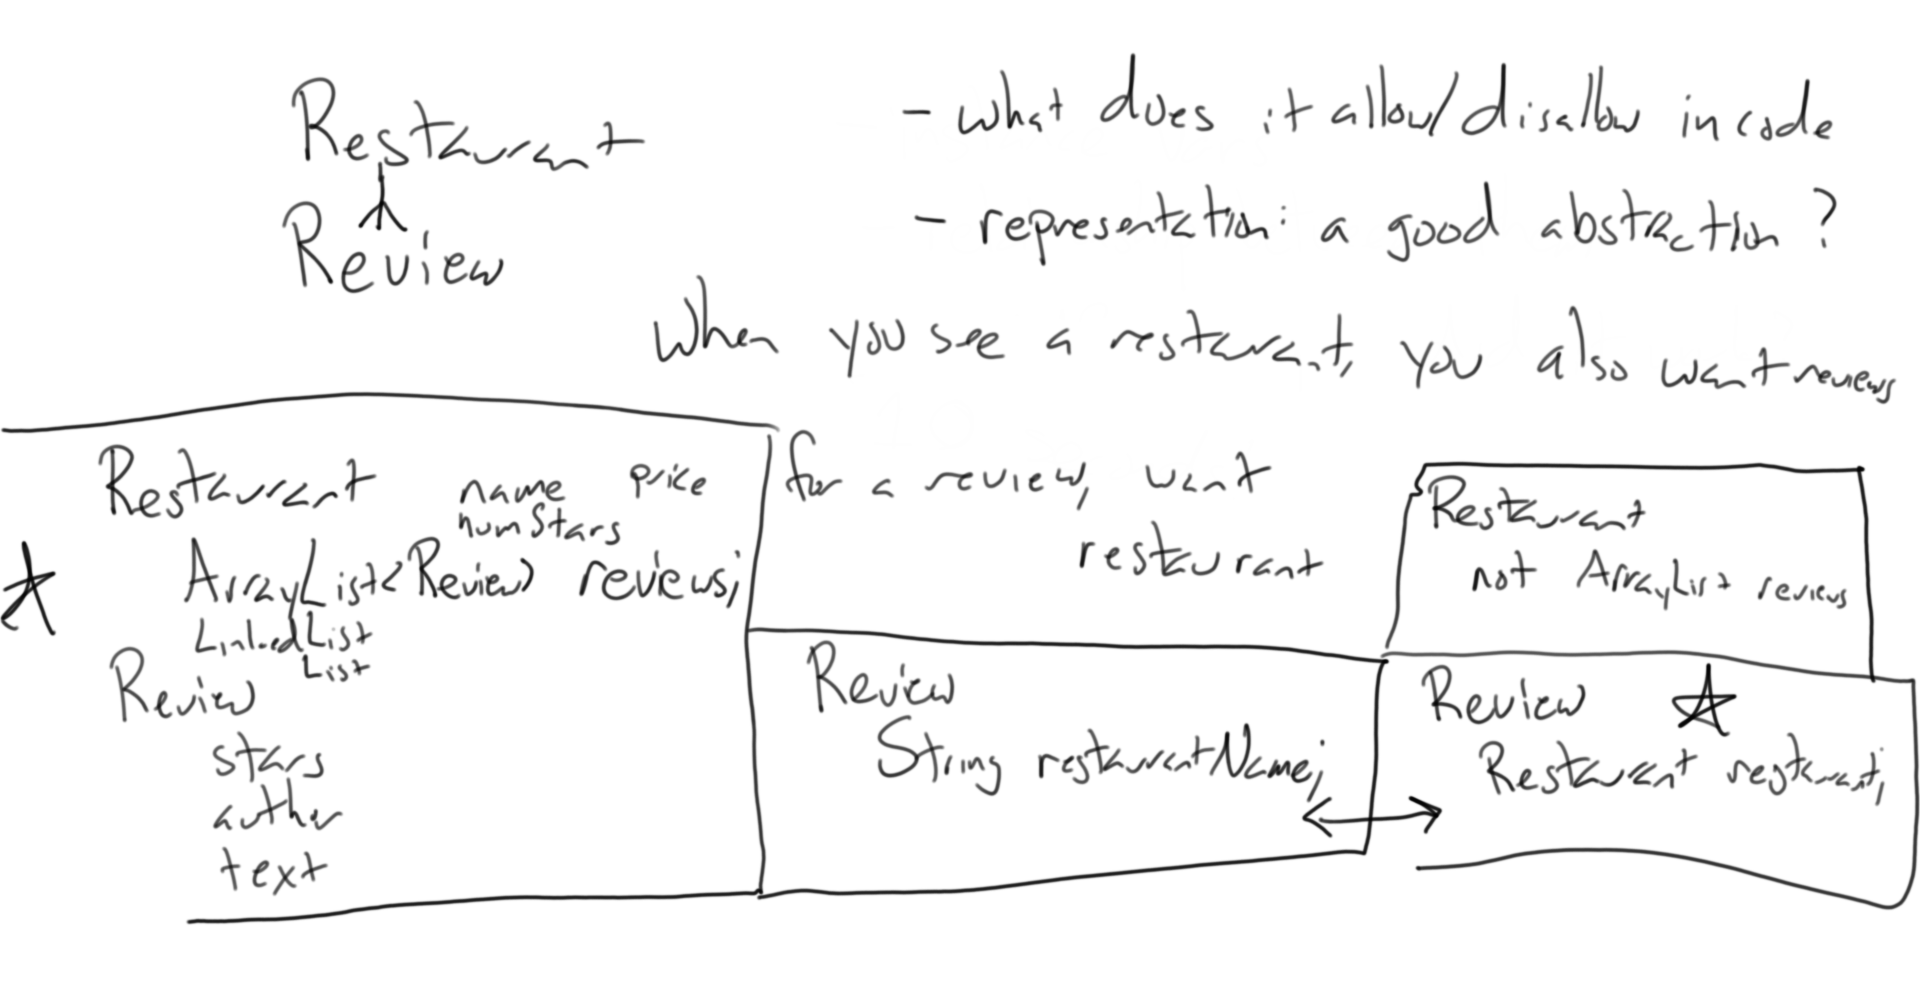 Restaurant
Review
- what does it allow/disallow in code
- representation: a good abstraction?
When you see a restaurant, you also want reviews
Restaurant name price
numStars
ArrayList<Review> reviews;
LinkedList
List
Review
stars
author
text
for a review, want
restaurant
Review
String restaurantName;
Restaurant
not ArrayList reviews
Review
Restaurant restaurant;